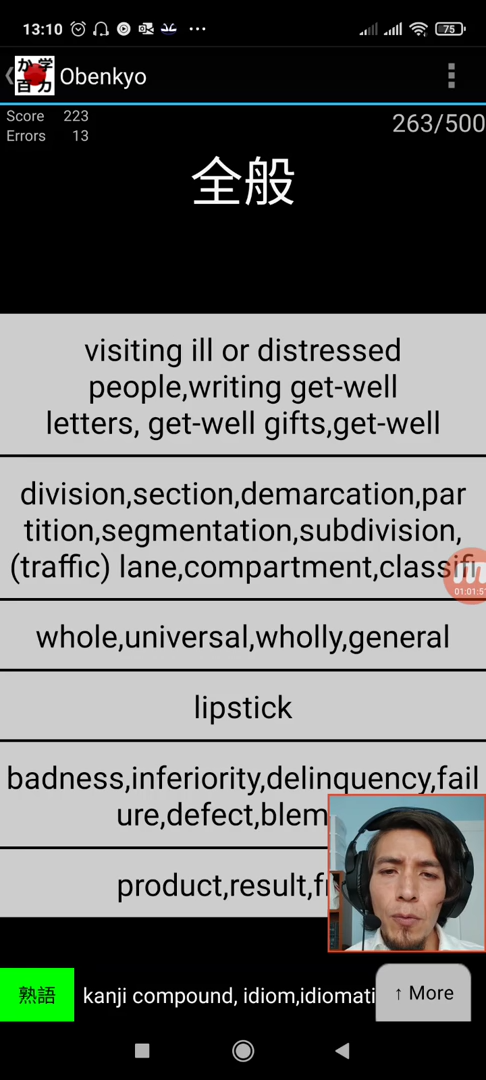 13:10
75
Obenkyo
Score 223
Errors 13
263/500
全般
visiting ill or distressed
people,writing get-well
letters, get-well gifts,get-well
division,section,demarcation,par
tition,segmentation,subdivision,
(traffic) lane,compartment,classifi
whole,universal,wholly,general
lipstick
badness,inferiority,delinquency,fail
ure,defect,blem
product,result,
熟語 kanji compound, idiom,idiomati
↑ More